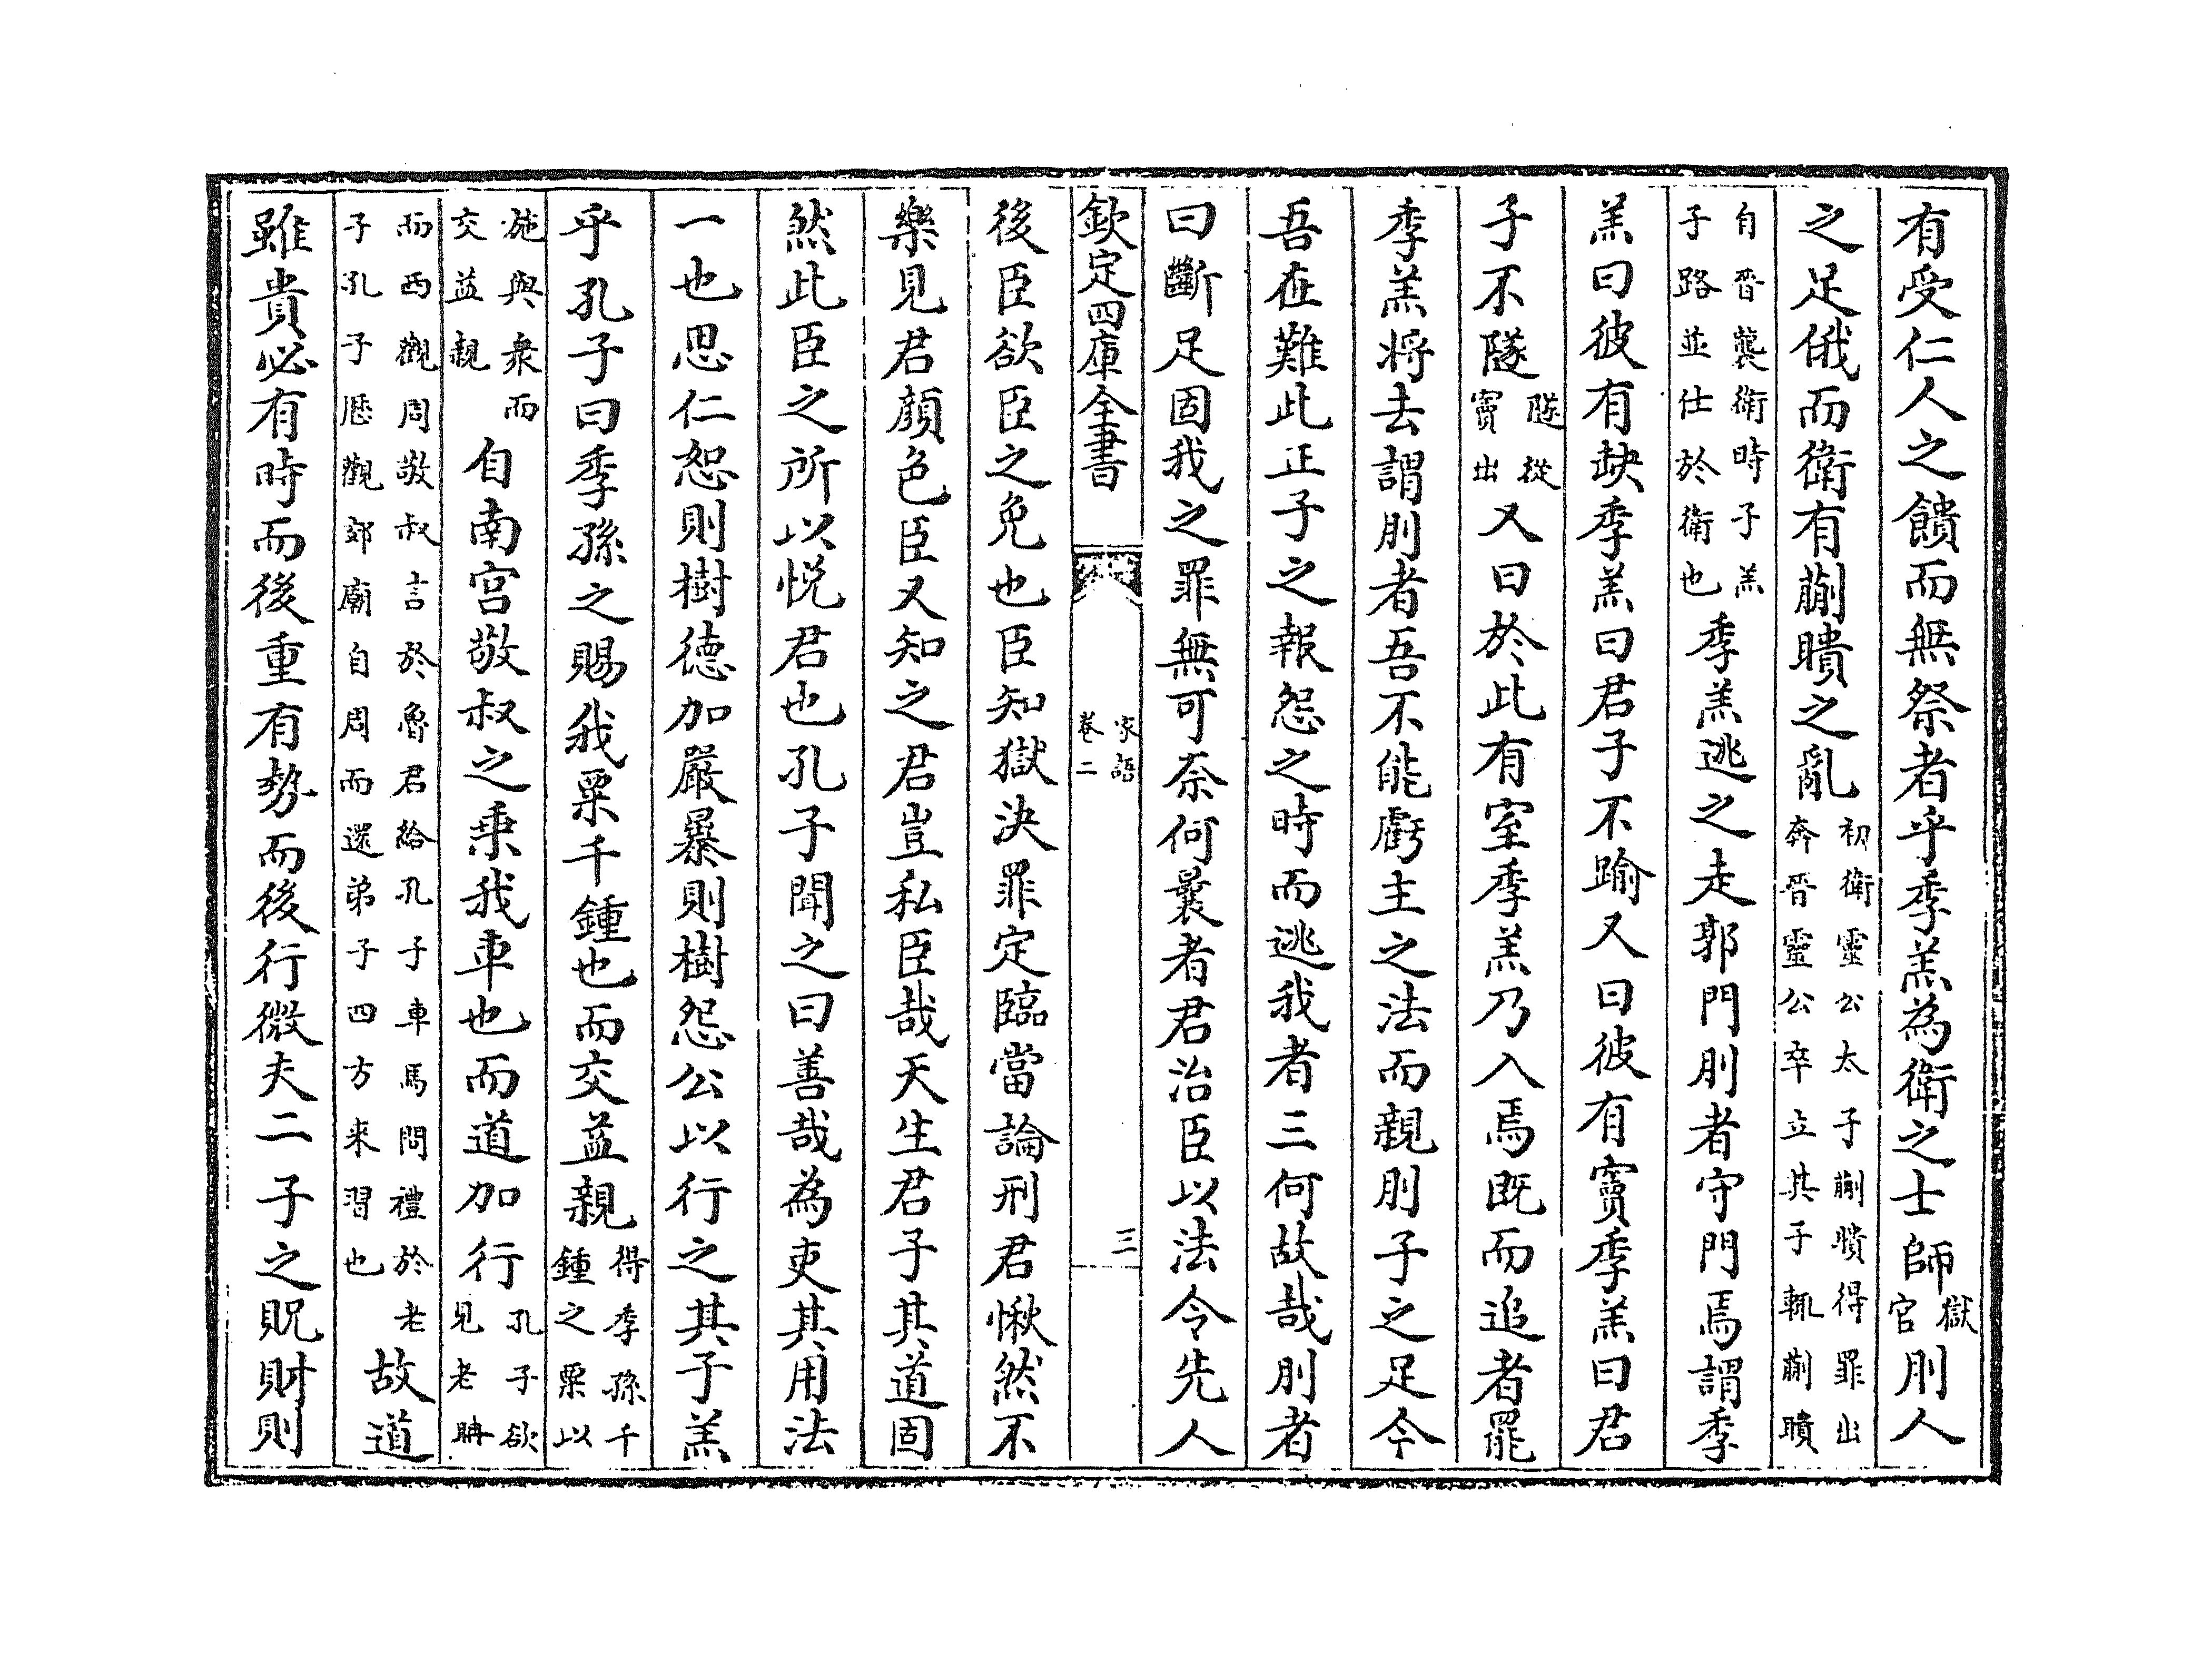 有受仁人之饋而無祭者乎季羔為衛之士師獄官刖人
之足俄而衛有蒯聵之亂初衛靈公太子蒯聵得罪出奔晉靈公卒立其子輒蒯聵
自晉襲衛時子羔子路並仕於衛也季羔逃之走郭門刖者守門焉謂季
羔曰彼有缺季羔曰君子不踰又曰彼有竇季羔曰君
子不隧隧從竇出又曰於此有室季羔乃入焉既而追者罷
季羔將去謂刖者吾不能虧主之法而親刖子之足今
吾在難此正子之報怨之時而逃我者三何故哉刖者
曰斷足固我之罪無可奈何曩者君治臣以法令先人
欽定四庫全書
家語
卷二
三
後臣欲臣之免也臣知獄決罪定臨當論刑君愀然不
樂見君顏色臣又知之君豈私臣哉天生君子其道固
然此臣之所以悅君也孔子聞之曰善哉為吏其用法
一也思仁恕則樹德加嚴暴則樹怨公以行之其子羔
乎孔子曰季孫之賜我粟千鍾也而交益親得季孫千鍾之粟以
施與衆而交益親自南宮敬叔之乘我車也而道加行孔子欲見老聃
而西觀周敬叔言於魯君給孔子車馬問禮於老子孔子歷觀郊廟自周而還弟子四方來習也故道
雖貴必有時而後重有勢而後行微夫二子之貺財則